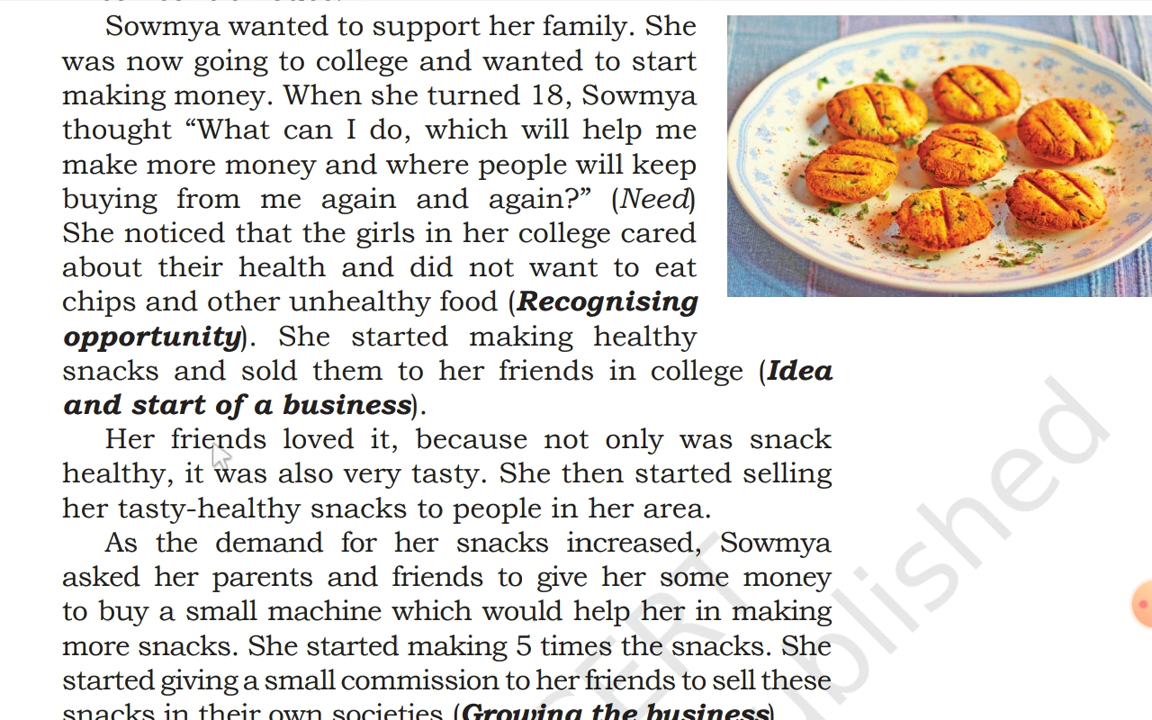 Sowmya wanted to support her family. She
was now going to college and wanted to start
making money. When she turned 18, Sowmya
thought “What can I do, which will help me
make more money and where people will keep
buying from me again and again?” (Need)
She noticed that the girls in her college cared
about their health and did not want to eat
chips and other unhealthy food (Recognising
opportunity). She started making healthy
snacks and sold them to her friends in college (Idea
and start of a business).
Her friends loved it, because not only was snack
healthy, it was also very tasty. She then started selling
her tasty-healthy snacks to people in her area.
As the demand for her snacks increased, Sowmya
asked her parents and friends to give her some money
to buy a small machine which would help her in making
more snacks. She started making 5 times the snacks. She
started giving a small commission to her friends to sell these
snacks in their own societies (Growing the business)